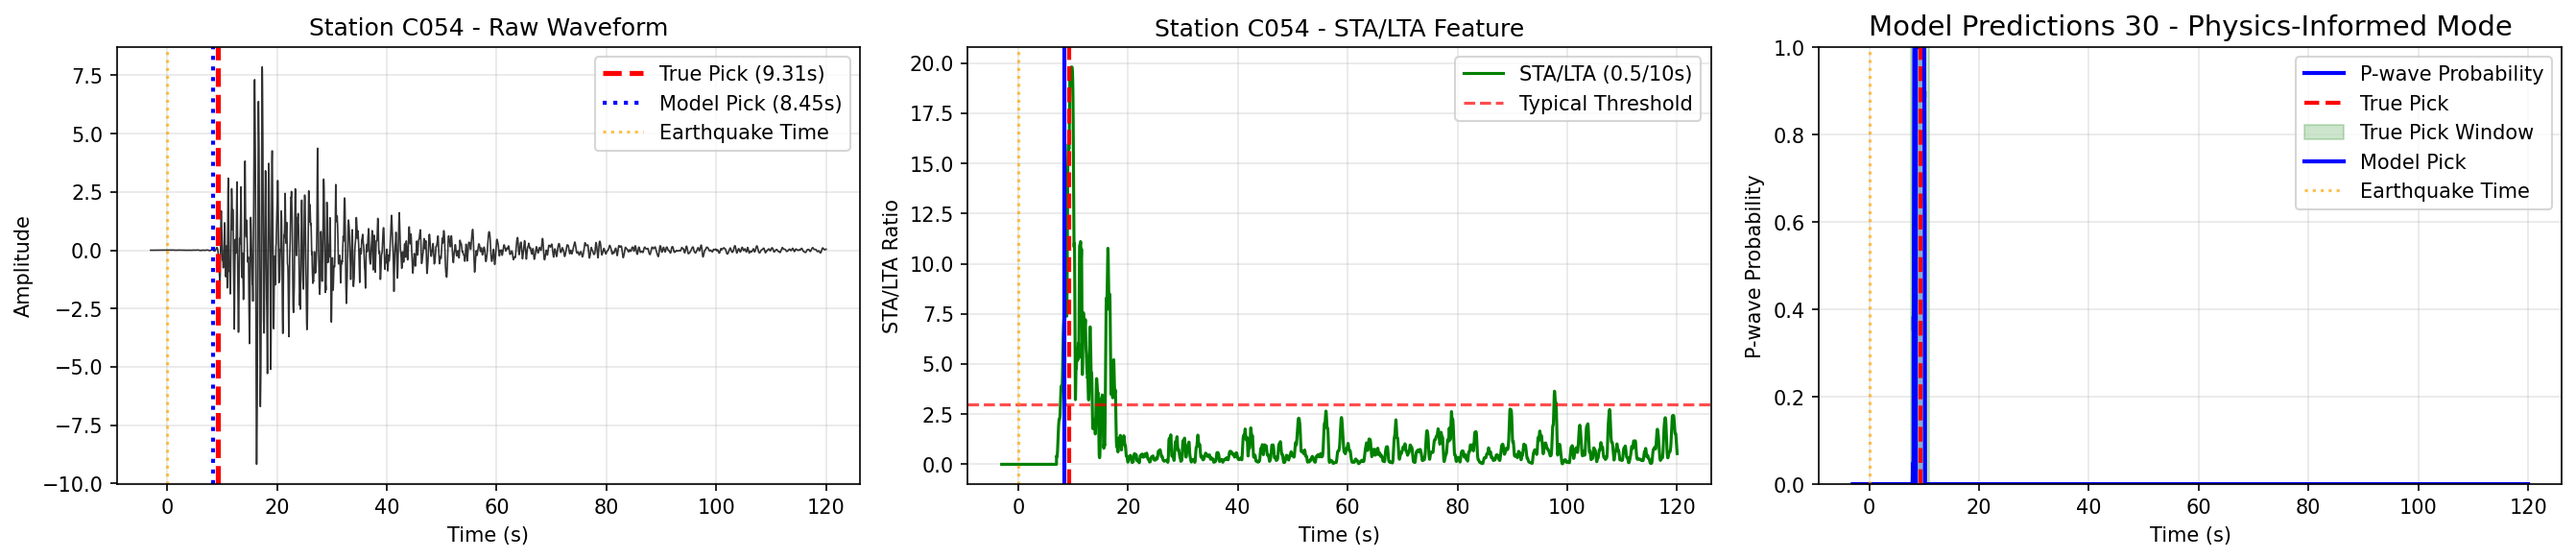 Station C054 - Raw Waveform
Amplitude
7.5
5.0
2.5
0.0
−2.5
−5.0
−7.5
−10.0
True Pick (9.31s)
Model Pick (8.45s)
Earthquake Time
0 20 40 60 80 100 120
Time (s)
Station C054 - STA/LTA Feature
STA/LTA Ratio
20.0
17.5
15.0
12.5
10.0
7.5
5.0
2.5
0.0
STA/LTA (0.5/10s)
Typical Threshold
0 20 40 60 80 100 120
Time (s)
Model Predictions 30 - Physics-Informed Mode
P-wave Probability
1.0
0.8
0.6
0.4
0.2
0.0
P-wave Probability
True Pick
True Pick Window
Model Pick
Earthquake Time
0 20 40 60 80 100 120
Time (s)